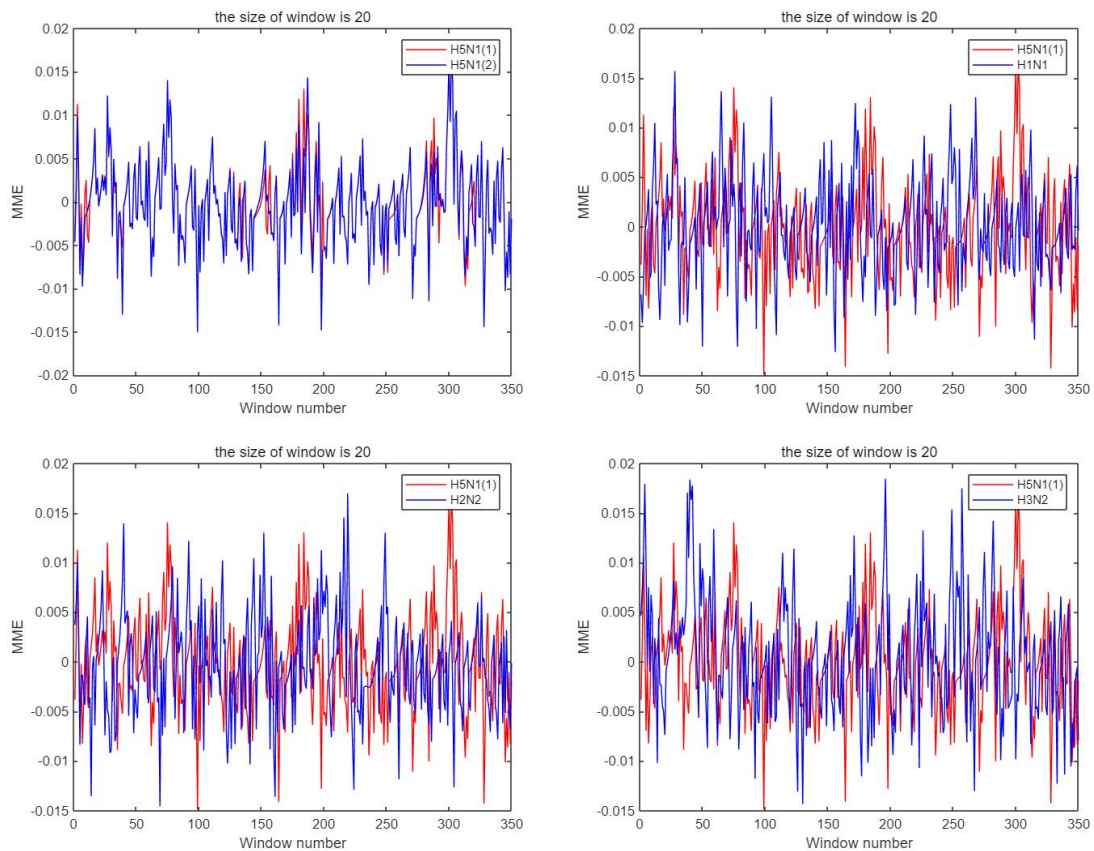 the size of window is 20
H5N1(1)
H5N1(2)
0.02
0.015
0.01
0.005
0
-0.005
-0.01
-0.015
-0.02
MME
0 50 100 150 200 250 300 350
Window number
the size of window is 20
H5N1(1)
H1N1
0.02
0.015
0.01
0.005
0
-0.005
-0.01
-0.015
MME
0 50 100 150 200 250 300 350
Window number
the size of window is 20
H5N1(1)
H2N2
0.02
0.015
0.01
0.005
0
-0.005
-0.01
-0.015
MME
0 50 100 150 200 250 300 350
Window number
the size of window is 20
H5N1(1)
H3N2
0.02
0.015
0.01
0.005
0
-0.005
-0.01
-0.015
MME
0 50 100 150 200 250 300 350
Window number